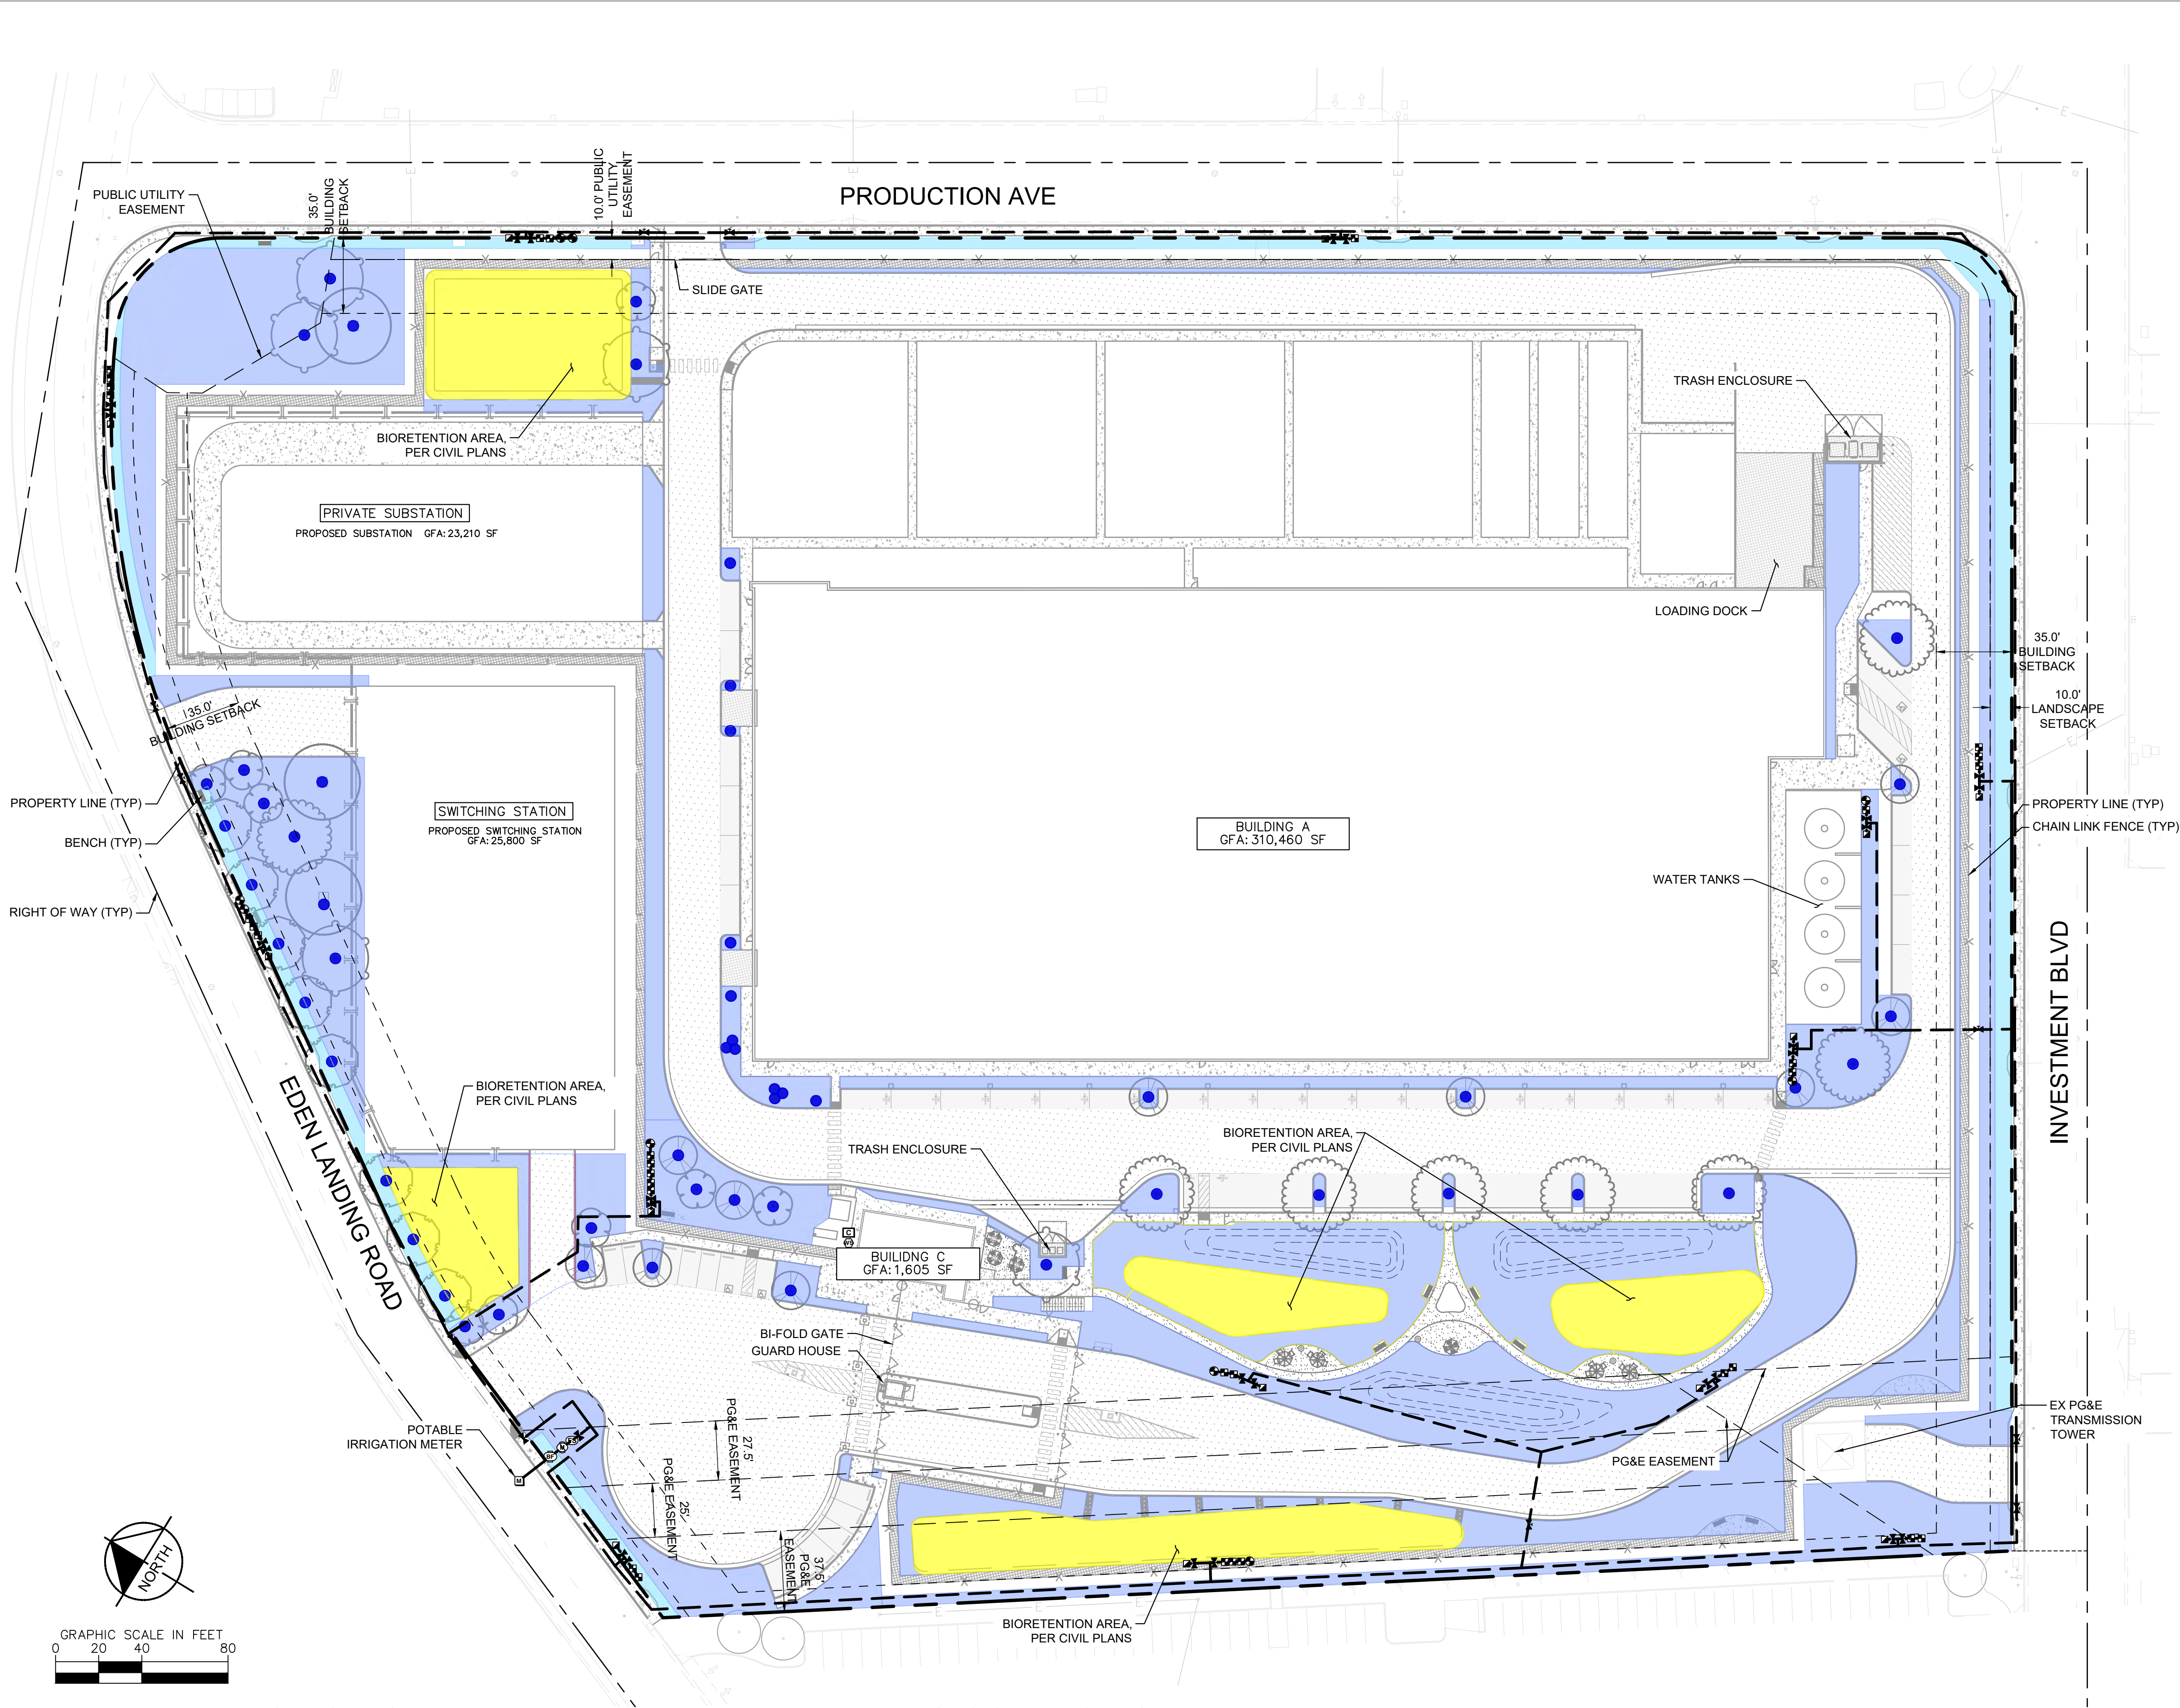 PRODUCTION AVE
PUBLIC UTILITY
EASEMENT
35.0'
BUILDING
SETBACK
10.0' PUBLIC
UTILITY
EASEMENT
SLIDE GATE
BIORETENTION AREA,
PER CIVIL PLANS
TRASH ENCLOSURE
PRIVATE SUBSTATION
PROPOSED SUBSTATION GFA: 23,210 SF
LOADING DOCK
35.0'
BUILDING
SETBACK
10.0'
LANDSCAPE
SETBACK
35.0'
BUILDING SETBACK
PROPERTY LINE (TYP)
BENCH (TYP)
RIGHT OF WAY (TYP)
SWITCHING STATION
PROPOSED SWITCHING STATION
GFA: 25,800 SF
BUILDING A
GFA: 310,460 SF
WATER TANKS
PROPERTY LINE (TYP)
CHAIN LINK FENCE (TYP)
INVESTMENT BLVD
EDEN LANDING ROAD
BIORETENTION AREA,
PER CIVIL PLANS
TRASH ENCLOSURE
BIORETENTION AREA,
PER CIVIL PLANS
C
WS
BUILIDNG C
GFA: 1,605 SF
BI-FOLD GATE
GUARD HOUSE
POTABLE
IRRIGATION METER
M
BF
M
FS
27.5'
PG&E EASEMENT
25'
PG&E EASEMENT
37.5'
PG&E
EASEMENT
PG&E EASEMENT
EX PG&E
TRANSMISSION
TOWER
BIORETENTION AREA,
PER CIVIL PLANS
NORTH
GRAPHIC SCALE IN FEET
0 20 40 80